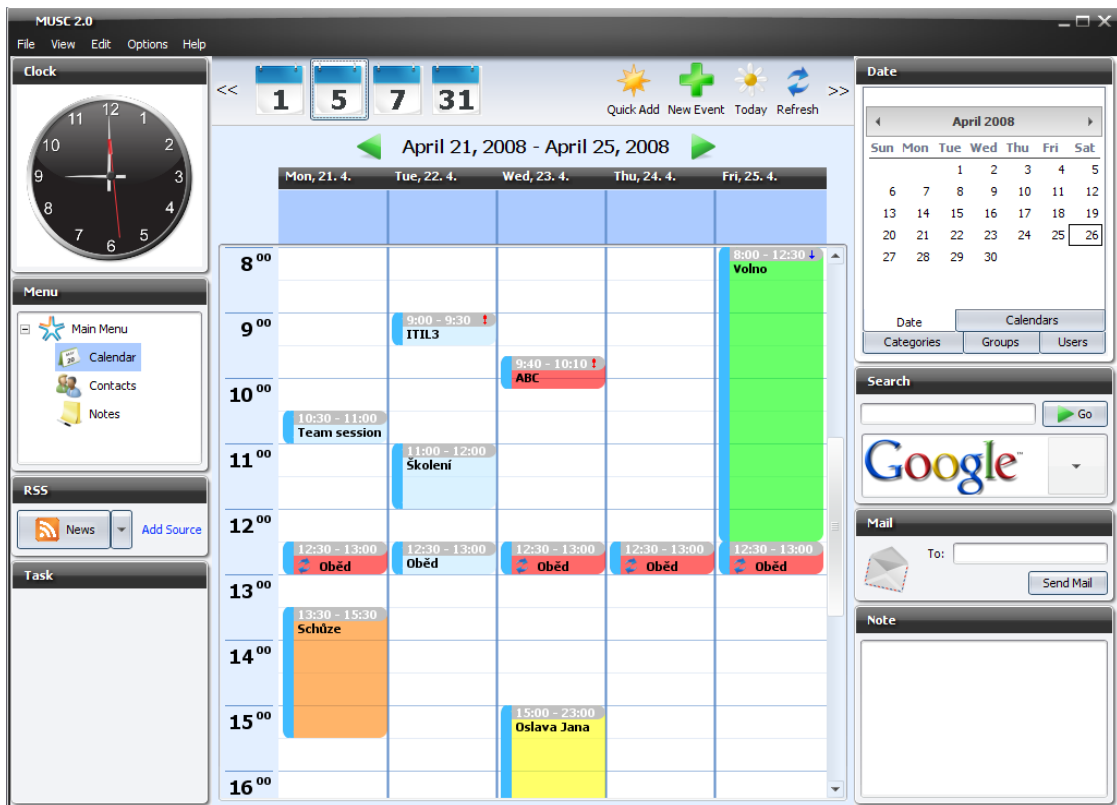 MUSC 2.0
File View Edit Options Help
Clock
12
11 1
10 2
9 3
8 4
7 5
6
Menu
Main Menu
Calendar
Contacts
Notes
RSS
News Add Source
Task
<< 1 5 7 31 Quick Add New Event Today Refresh >>
April 21, 2008 - April 25, 2008
Mon, 21. 4. Tue, 22. 4. Wed, 23. 4. Thu, 24. 4. Fri, 25. 4.
8 00
8:00 - 12:30
Volno
9 00
9:00 - 9:30 !
ITIL3
9:40 - 10:10 !
ABC
10 00
10:30 - 11:00
Team session
11 00
11:00 - 12:00
Školení
12 00
12:30 - 13:00 12:30 - 13:00 12:30 - 13:00 12:30 - 13:00 12:30 - 13:00
Oběd Oběd Oběd Oběd Oběd
13 00
13:30 - 15:30
Schůze
14 00
15 00
15:00 - 23:00
Oslava Jana
16 00
Date
April 2008
Sun Mon Tue Wed Thu Fri Sat
1 2 3 4 5
6 7 8 9 10 11 12
13 14 15 16 17 18 19
20 21 22 23 24 25 26
27 28 29 30
Date Calendars
Categories Groups Users
Search
Go
Google™
Mail
To:
Send Mail
Note